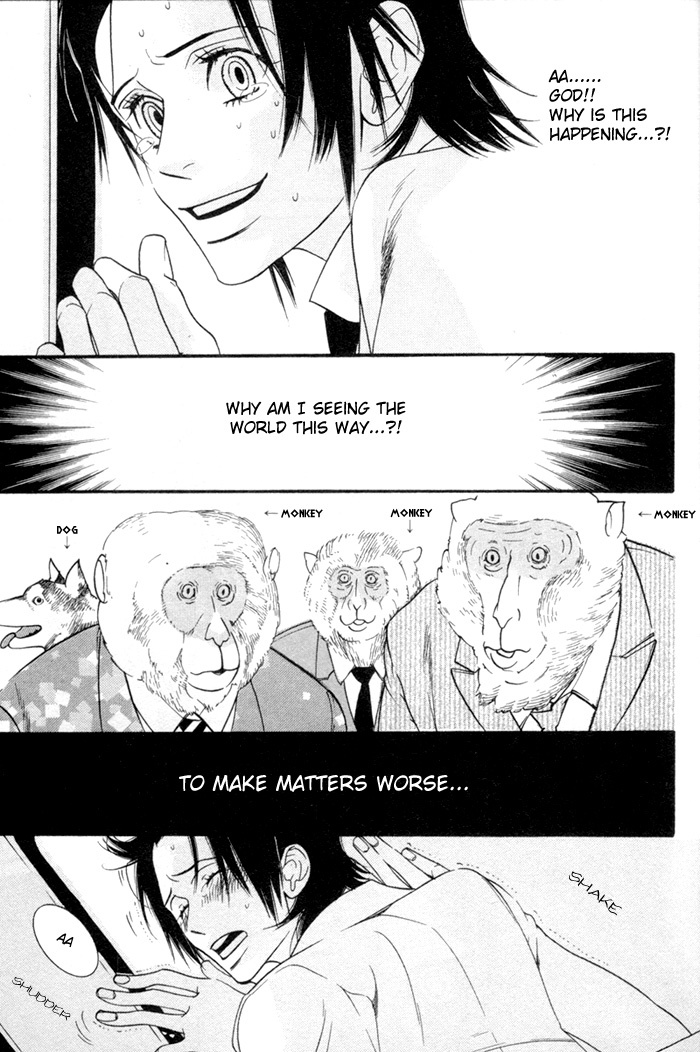 AA......
GOD!!
WHY IS THIS
HAPPENING...?!
WHY AM I SEEING THE
WORLD THIS WAY...?!
DOG
↓
← MONKEY
MONKEY
↓
← MONKEY
TO MAKE MATTERS WORSE...
SHAKE
AA
SHUDDER